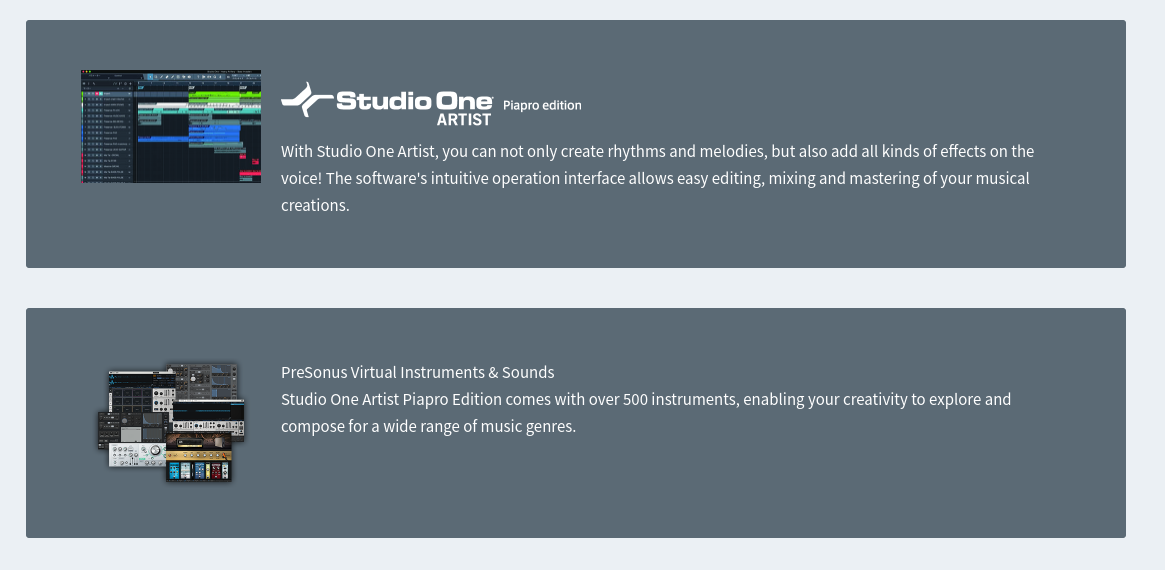 Studio One
ARTIST
Piapro edition
With Studio One Artist, you can not only create rhythms and melodies, but also add all kinds of effects on the
voice! The software's intuitive operation interface allows easy editing, mixing and mastering of your musical
creations.
PreSonus Virtual Instruments & Sounds
Studio One Artist Piapro Edition comes with over 500 instruments, enabling your creativity to explore and
compose for a wide range of music genres.